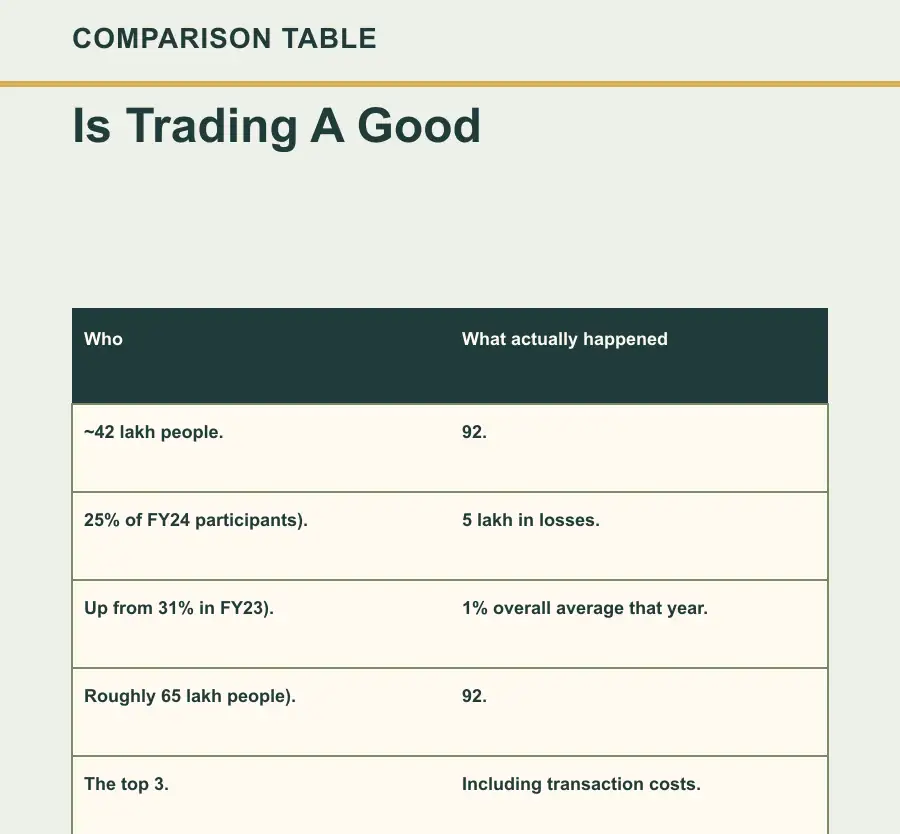 COMPARISON TABLE
Is Trading A Good
Who What actually happened
~42 lakh people. 92.
25% of FY24 participants). 5 lakh in losses.
Up from 31% in FY23). 1% overall average that year.
Roughly 65 lakh people). 92.
The top 3. Including transaction costs.